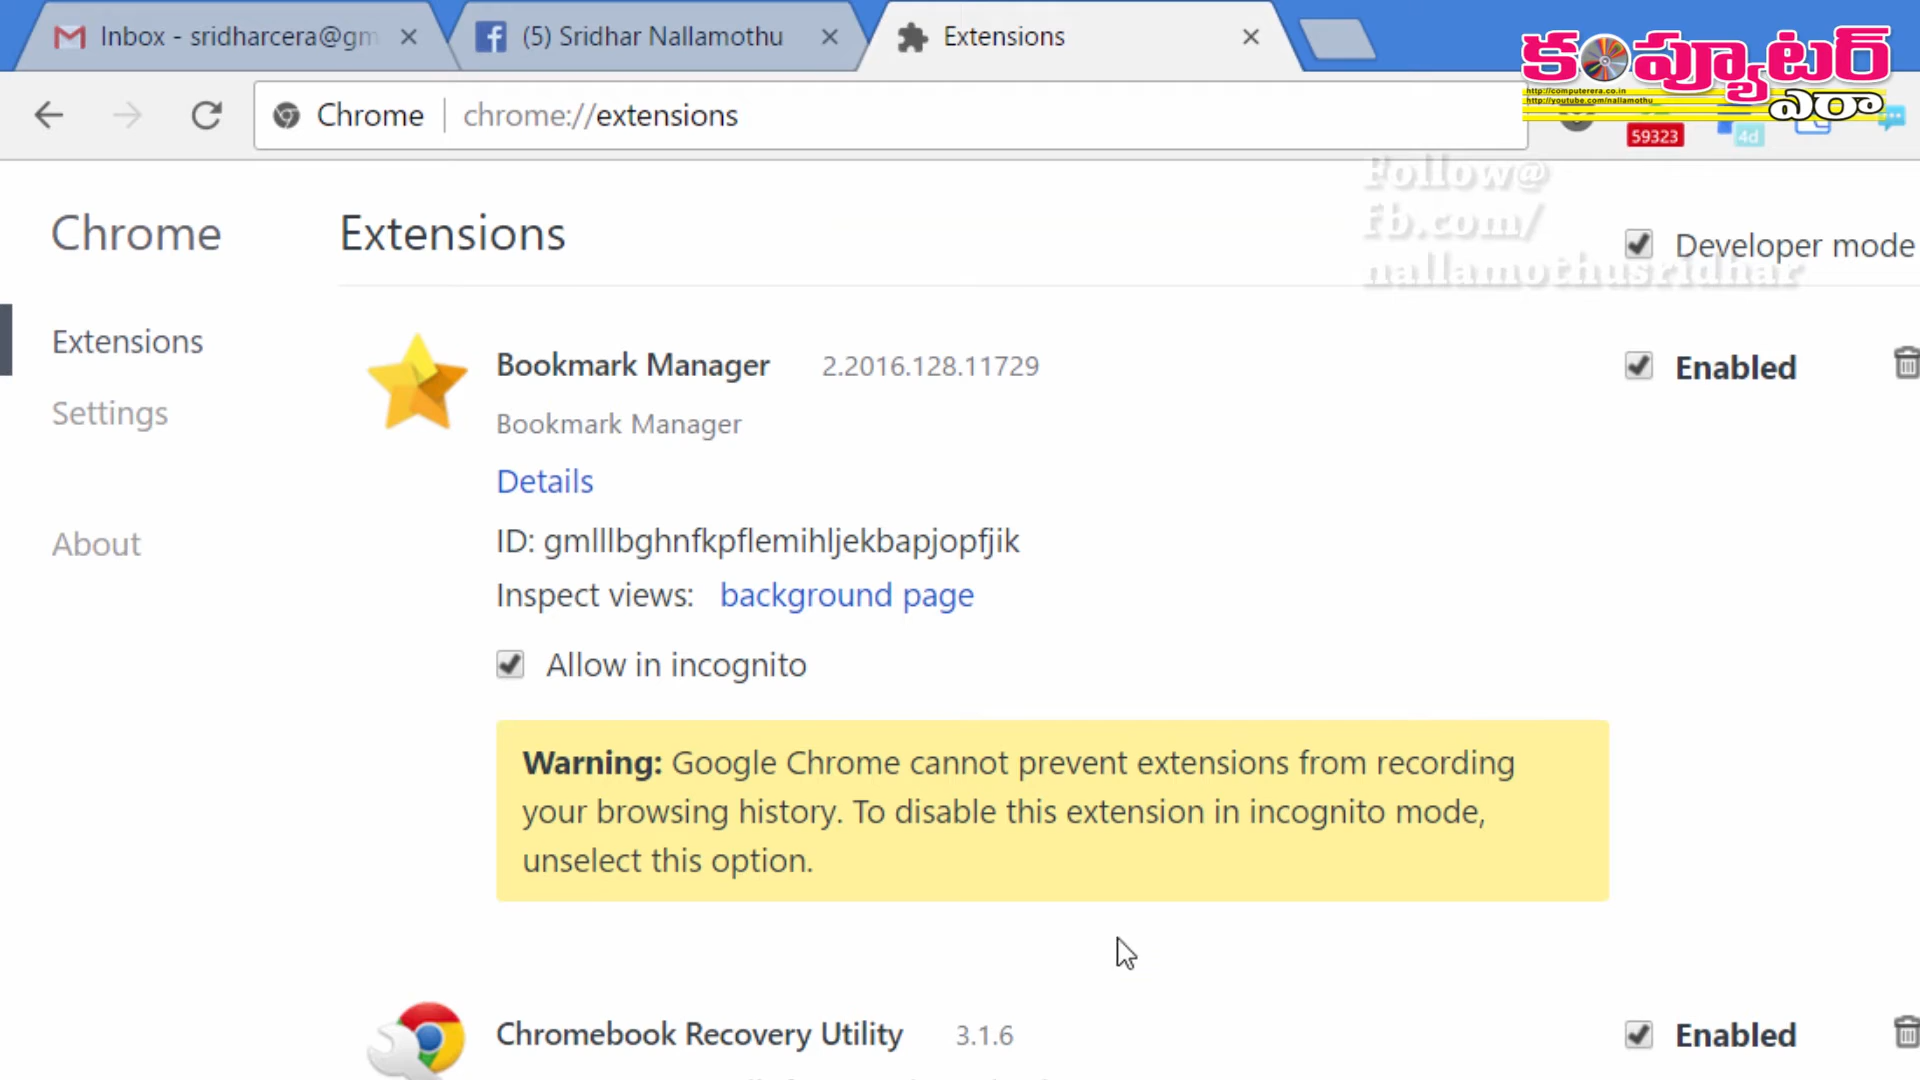 Inbox - sridharcera@gm
(5) Sridhar Nallamothu
Extensions
కంప్యూటర్
ఎరా
http://computerera.co.in
http://youtube.com/nallamothu
Chrome
chrome://extensions
59323
4d
Follow@
fb.com/
nallamothusridhar
Chrome
Extensions
Developer mode
Extensions
Settings
About
Bookmark Manager 2.2016.128.11729
Enabled
Bookmark Manager
Details
ID: gmlllbghnfkpflemihljekbapjopfjik
Inspect views: background page
Allow in incognito
Warning: Google Chrome cannot prevent extensions from recording
your browsing history. To disable this extension in incognito mode,
unselect this option.
Chromebook Recovery Utility 3.1.6
Enabled